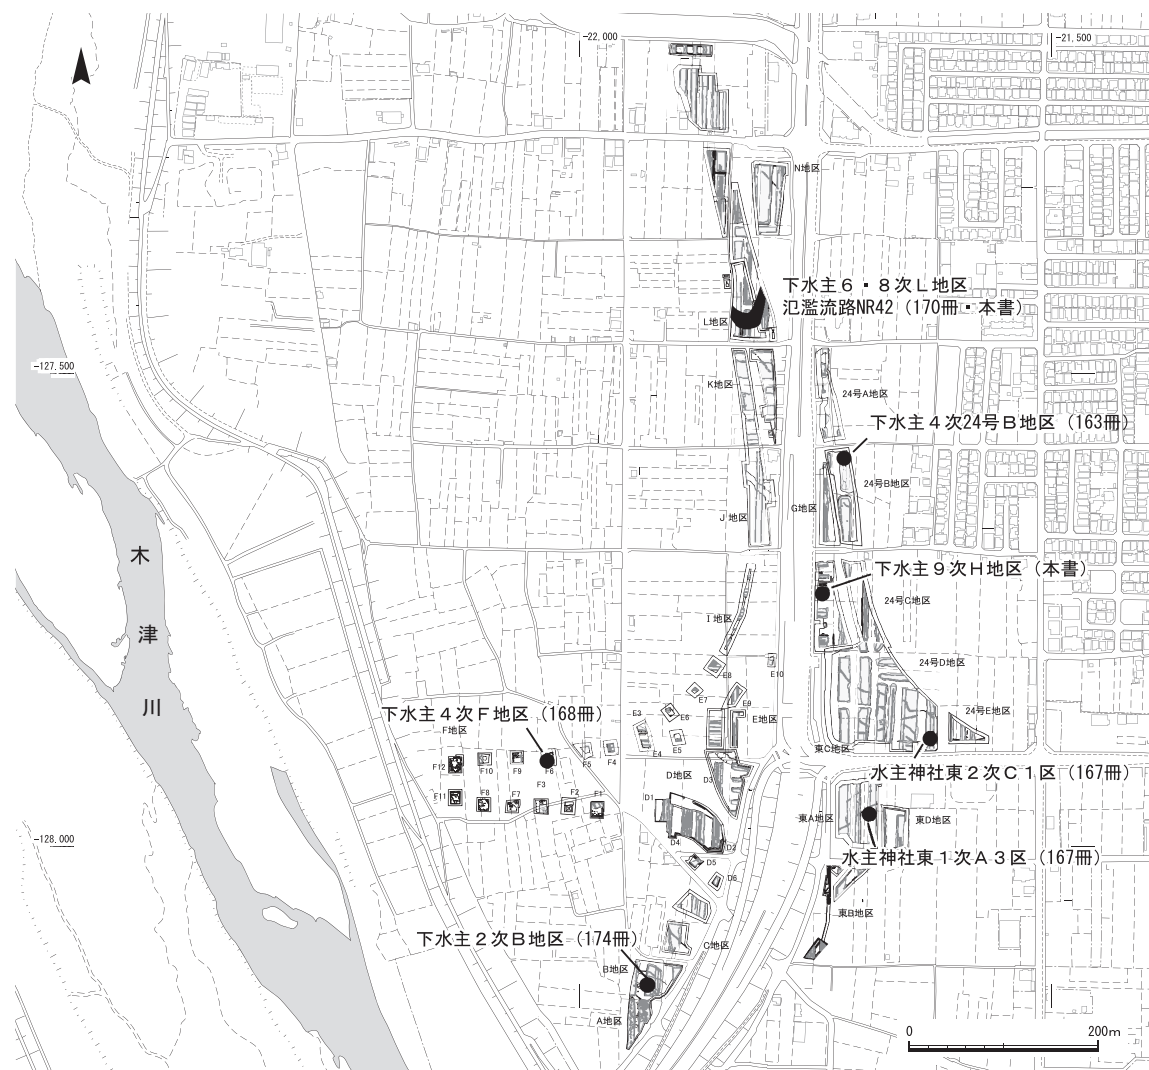 -22,000
-21,500
N地区
下水主6・8次L地区
氾濫流路NR42（170冊・本書）
L地区
-127.500
K地区
24号A地区
下水主4次24号B地区（163冊）
24号B地区
G地区
J地区
木
津
川
下水主9次H地区（本書）
24号C地区
I地区
24号D地区
E8
E10
E7
E9
24号E地区
下水主4次F地区（168冊）
E3
E6
E地区
F地区
E5
E4
東C地区
F5
F4
F12
F10
F9
F6
D地区
D3
水主神社東2次C1区（167冊）
F3
F11
F8
F7
F2
F1
D1
東A地区
東D地区
-128.000
D4
D2
水主神社東1次A3区（167冊）
D5
D6
東B地区
下水主2次B地区（174冊）
C地区
B地区
A地区
0
200m